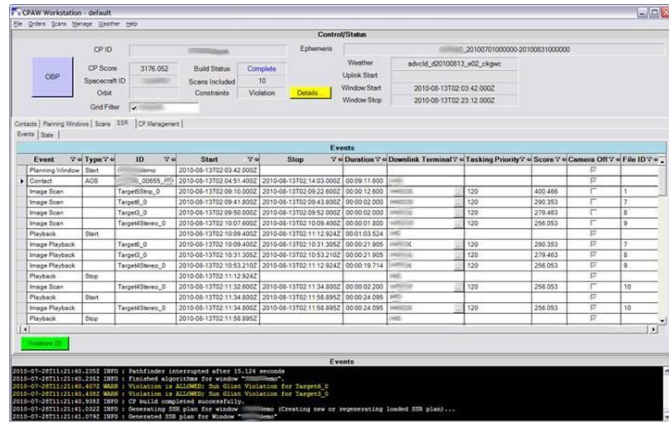 CPAW Workstation - default
File Orders Scans Manage Weather Help
Control/Status
CP ID
Ephemeris
_20100701000000-20100831000000
OBP
CP Score 3176.052 Build Status Complete
Weather advcld_d20100813_e02_ckgwc
Spacecraft ID
Scans Included 10
Uplink Start
Orbit
Constraints Violation Details...
Window Start 2010-08-13T02:03:42.000Z
Grid Filter
Window Stop 2010-08-13T02:23:12.000Z
Contacts Planning Windows Scans SSR CP Management
Events State
Events
Event Type ID Start Stop Duration Downlink Terminal Tasking Priority Score Camera Off File ID
Planning Window Start 2010-08-13T02:03:42.000Z
Contact AOS _00655_ 2010-08-13T02:04:51.400Z 2010-08-13T02:14:03.000Z 00:09:11.600
Image Scan Target5Strip_0 2010-08-13T02:09:10.000Z 2010-08-13T02:09:22.600Z 00:00:12.600 120 400.466 1
Image Scan Target6_0 2010-08-13T02:09:41.800Z 2010-08-13T02:09:43.800Z 00:00:02.000 120 290.353 7
Image Scan Target3_0 2010-08-13T02:09:50.000Z 2010-08-13T02:09:52.000Z 00:00:02.000 120 279.463 8
Image Scan Target4Stereo_0 2010-08-13T02:10:07.600Z 2010-08-13T02:10:09.400Z 00:00:01.800 120 256.053 9
Playback Start 2010-08-13T02:10:09.400Z 2010-08-13T02:11:12.924Z 00:01:03.524
Image Playback Target6_0 2010-08-13T02:10:09.400Z 2010-08-13T02:10:31.305Z 00:00:21.905 120 290.353 7
Image Playback Target3_0 2010-08-13T02:10:31.305Z 2010-08-13T02:10:53.210Z 00:00:21.905 120 279.463 8
Image Playback Target4Stereo_0 2010-08-13T02:10:53.210Z 2010-08-13T02:11:12.924Z 00:00:19.714 120 256.053 9
Playback Stop 2010-08-13T02:11:12.924Z
Image Scan Target4Stereo_0 2010-08-13T02:11:32.600Z 2010-08-13T02:11:34.800Z 00:00:02.200 120 256.053 10
Playback Start 2010-08-13T02:11:34.800Z 2010-08-13T02:11:58.895Z 00:00:24.095
Image Playback Target4Stereo_0 2010-08-13T02:11:34.800Z 2010-08-13T02:11:58.895Z 00:00:24.095 120 256.053 10
Playback Stop 2010-08-13T02:11:58.895Z
Events
2010-07-28T11:21:40.235Z INFO : Pathfinder interrupted after 15.124 seconds
2010-07-28T11:21:40.235Z INFO : Finished algorithms for window "emo".
2010-07-28T11:21:40.407Z WARN : Violation is ALLOWED: Sun Glint Violation for Target6_0
2010-07-28T11:21:40.438Z WARN : Violation is ALLOWED: Sun Glint Violation for Target3_0
2010-07-28T11:21:40.938Z INFO : CP build completed successfully.
2010-07-28T11:21:41.032Z INFO : Generating SSR plan for window "emo (Creating new or regenerating loaded SSR plan)...
2010-07-28T11:21:41.079Z INFO : Generated SSR plan for Window "emo"